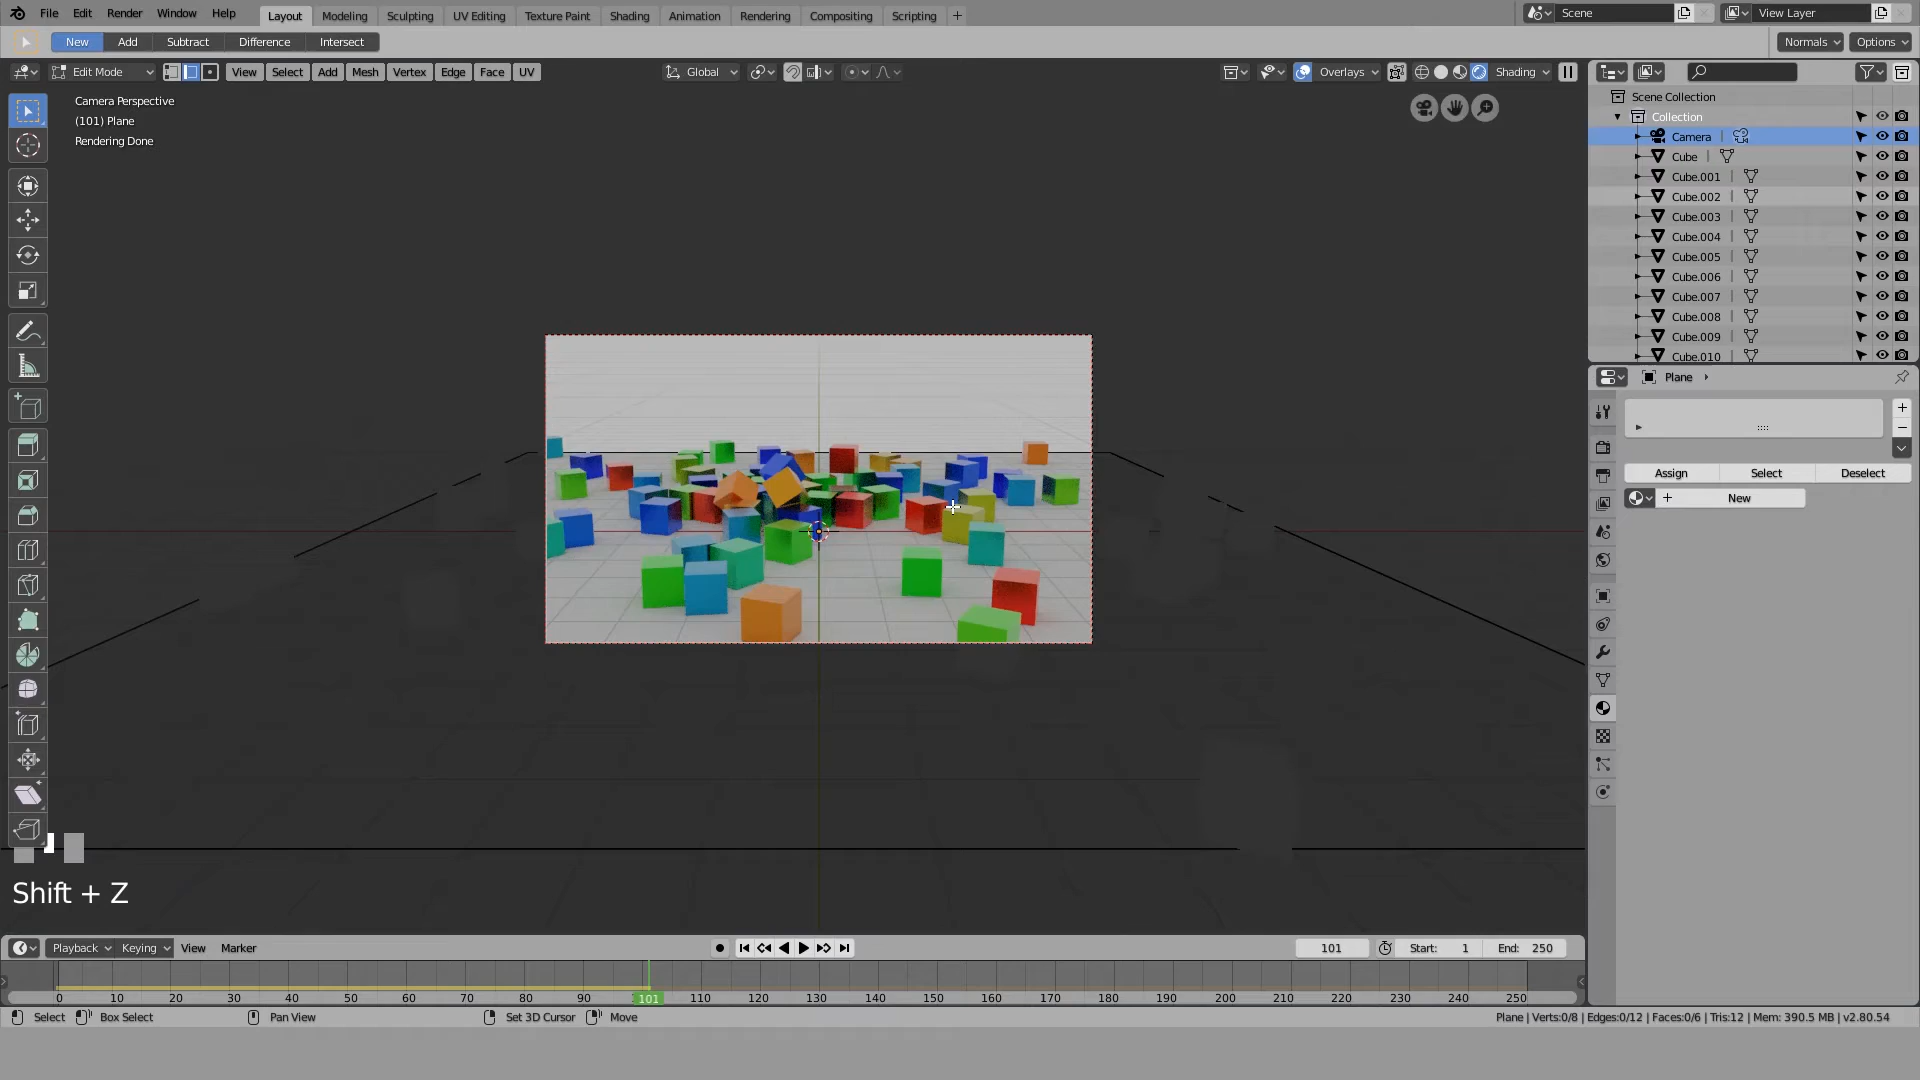 File Edit Render Window Help Layout Modeling Sculpting UV Editing Texture Paint Shading Animation Rendering Compositing Scripting + Scene View Layer
New Add Subtract Difference Intersect Normals Options
Edit Mode View Select Add Mesh Vertex Edge Face UV Global Overlays Shading
Camera Perspective
(101) Plane
Rendering Done
Scene Collection
Collection
Camera
Cube
Cube.001
Cube.002
Cube.003
Cube.004
Cube.005
Cube.006
Cube.007
Cube.008
Cube.009
Cube.010
Plane
Assign Select Deselect
New
Shift + Z
Playback Keying View Marker 101 Start: 1 End: 250
0 10 20 30 40 50 60 70 80 90 101 110 120 130 140 150 160 170 180 190 200 210 220 230 240 250
Select Box Select Pan View Set 3D Cursor Move Plane | Verts:0/8 | Edges:0/12 | Faces:0/6 | Tris:12 | Mem: 390.5 MB | v2.80.54